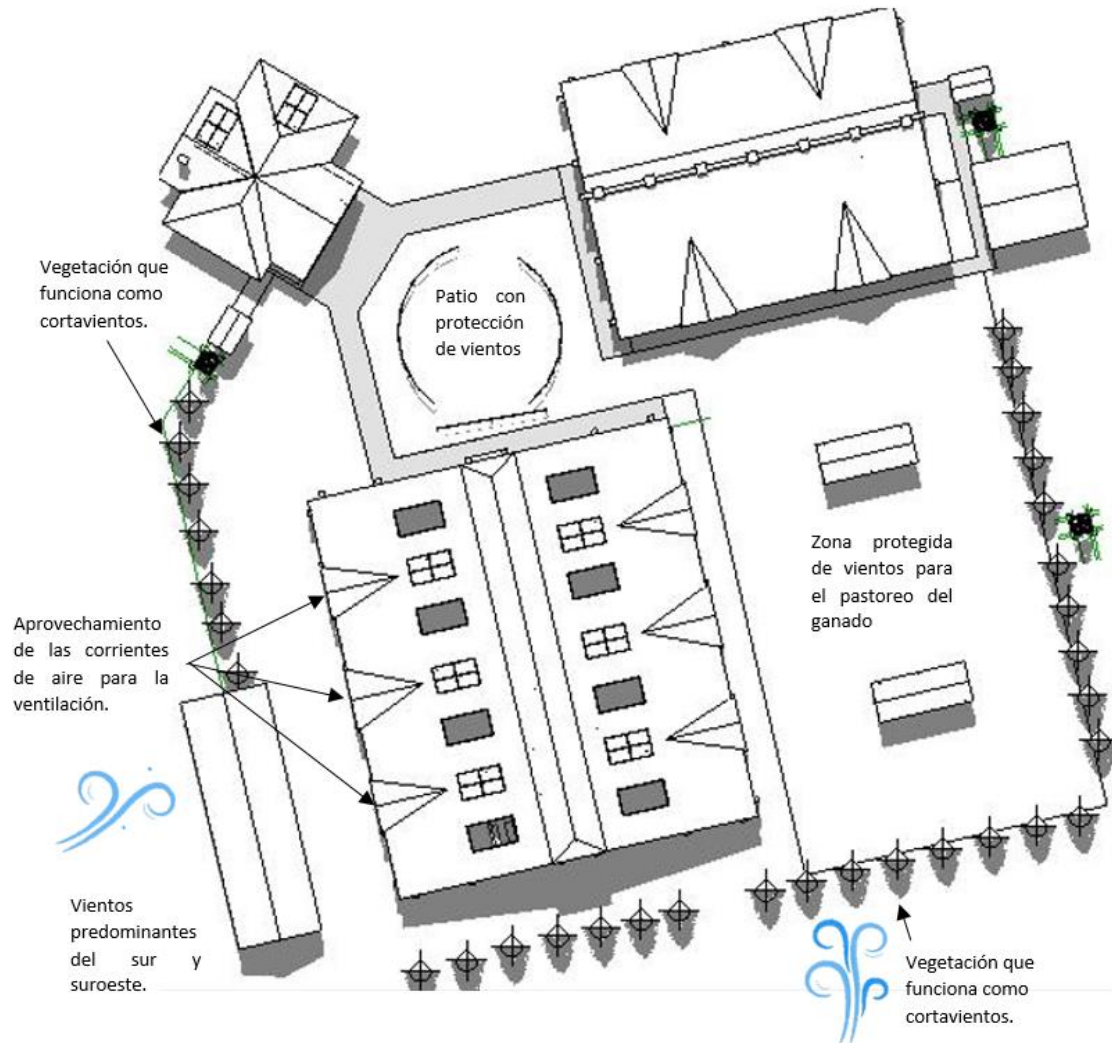 Vegetación que
funciona como
cortavientos.
Patio con
protección
de vientos
Zona protegida
de vientos para
el pastoreo del
ganado
Aprovechamiento
de las corrientes
de aire para la
ventilación.
Vientos
predominantes
del sur y
suroeste.
Vegetación que
funciona como
cortavientos.